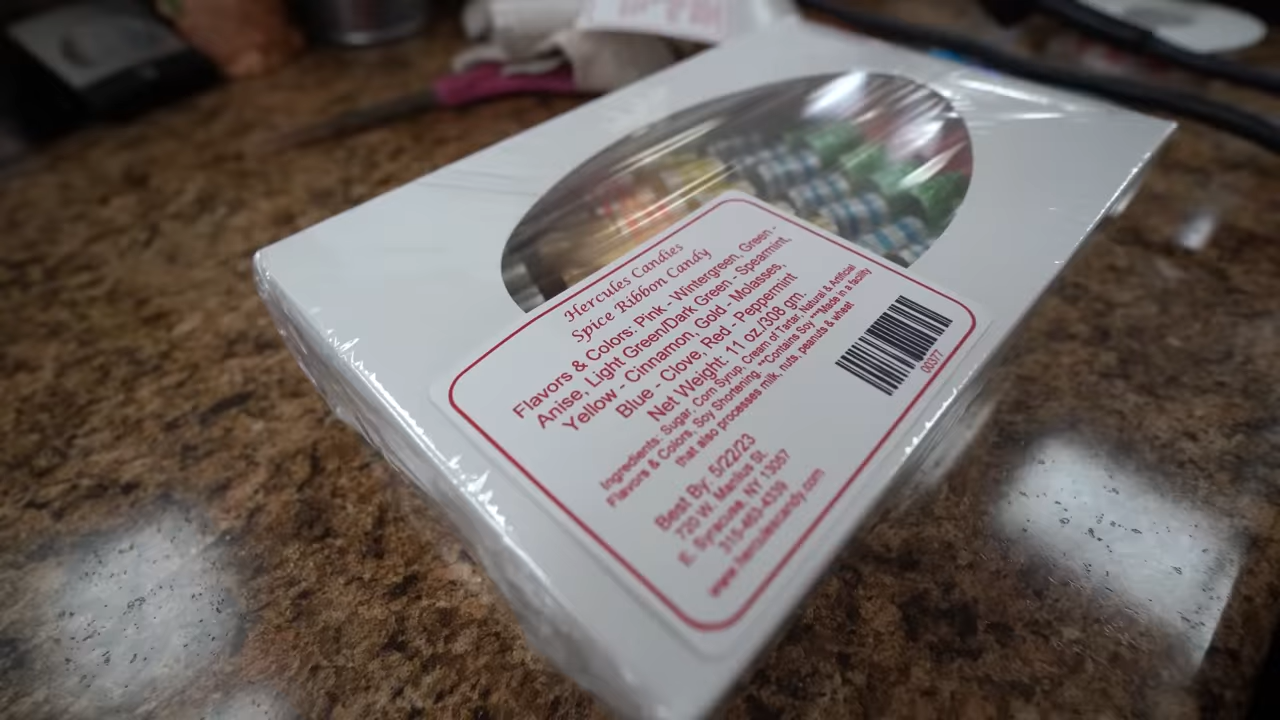 Hercules Candies
Spice Ribbon Candy
Flavors & Colors: Pink - Wintergreen, Green -
Anise, Light Green/Dark Green - Spearmint,
Yellow - Cinnamon, Gold - Molasses,
Blue - Clove, Red - Peppermint
Net Weight: 11 oz./308 gm.
Ingredients: Sugar, Corn Syrup, Cream of Tartar, Natural & Artificial
Flavors & Colors, Soy Shortening. **Contains Soy ***Made in a facility
that also processes milk, nuts, peanuts & wheat
Best By: 5/22/23
720 W. Manlius St.
E. Syracuse, NY 13057
315-463-4339
www.herculescandy.com
00377